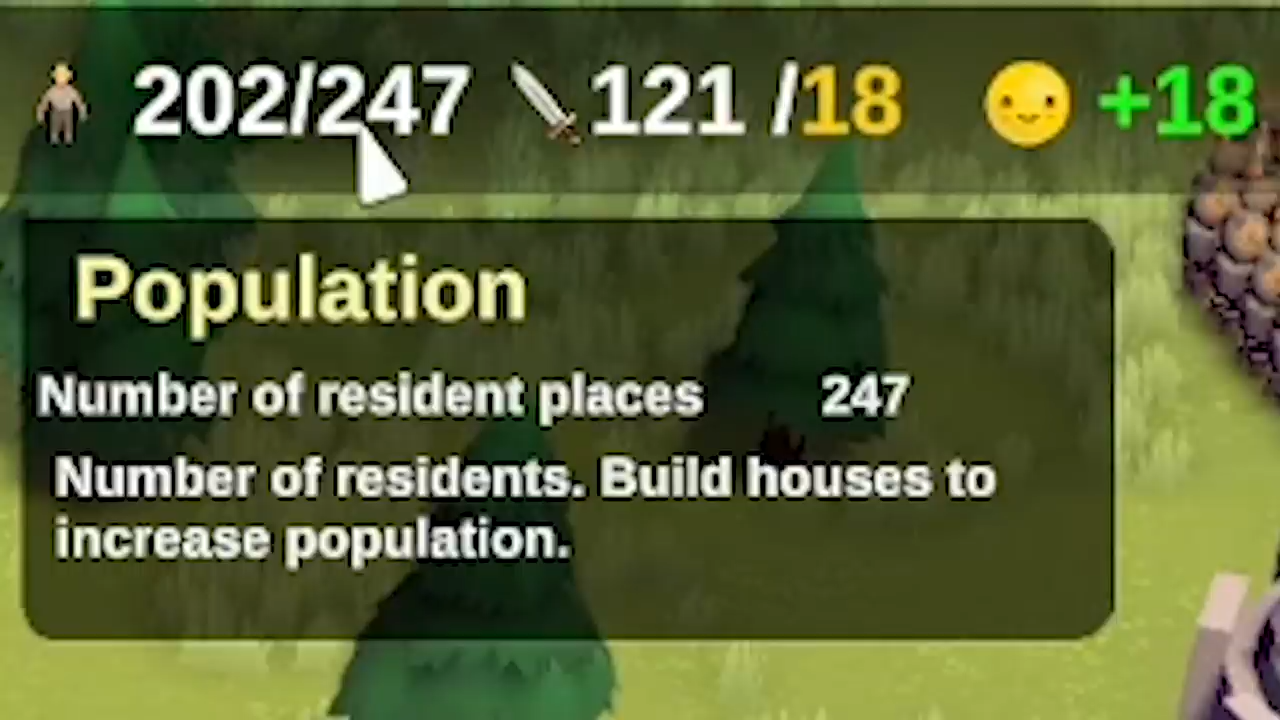 202/247 121 /18 +18
Population
Number of resident places 247
Number of residents. Build houses to
increase population.